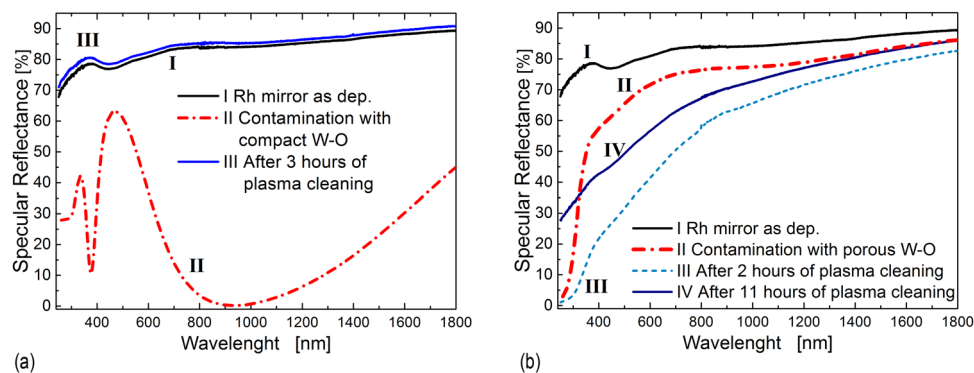 90
80
70
60
50
40
30
20
10
0
Specular Reflectance [%]
III
I
I Rh mirror as dep.
II Contamination with
compact W-O
III After 3 hours of
plasma cleaning
II
400 600 800 1000 1200 1400 1600 1800
Wavelenght [nm]
(a)
90
80
70
60
50
40
30
20
10
0
Specular Reflectance [%]
I
II
IV
III
I Rh mirror as dep.
II Contamination with porous W-O
III After 2 hours of plasma cleaning
IV After 11 hours of plasma cleaning
400 600 800 1000 1200 1400 1600 1800
Wavelenght [nm]
(b)